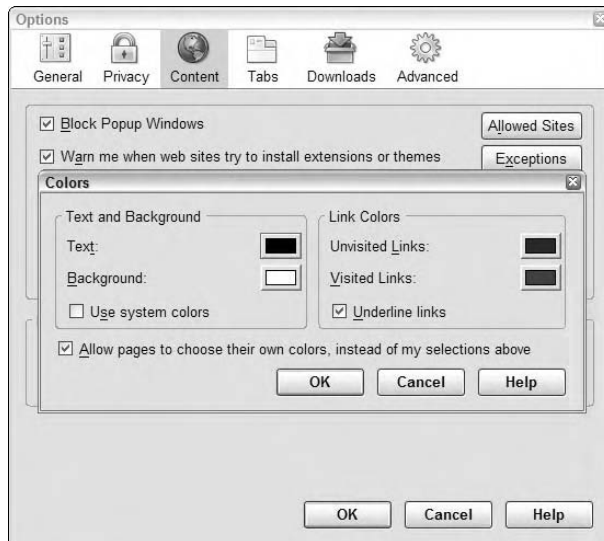 Options
General Privacy Content Tabs Downloads Advanced
Block Popup Windows
Allowed Sites
Warn me when web sites try to install extensions or themes
Exceptions
Colors
Text and Background
Text:
Background:
Use system colors
Link Colors
Unvisited Links:
Visited Links:
Underline links
Allow pages to choose their own colors, instead of my selections above
OK Cancel Help
OK Cancel Help